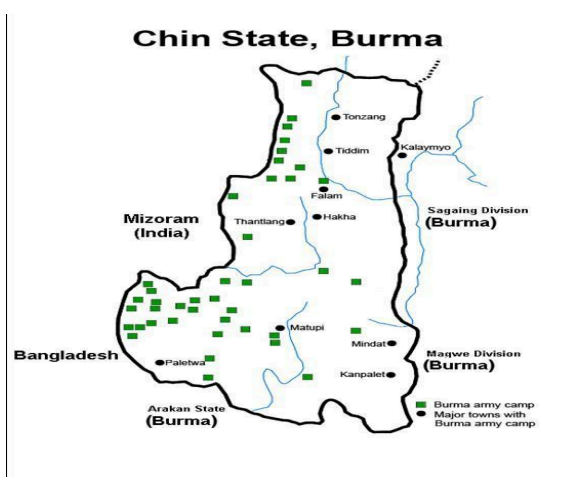 Chin State, Burma
Tonzang
Kalaymyo
Tiddim
Falam
Mizoram
(India)
Thantlang
Hakha
Sagaing Division
(Burma)
Matupi
Mindat
Bangladesh
Paletwa
Kanpalet
Magwe Division
(Burma)
Arakan State
(Burma)
Burma army camp
Major towns with
Burma army camp